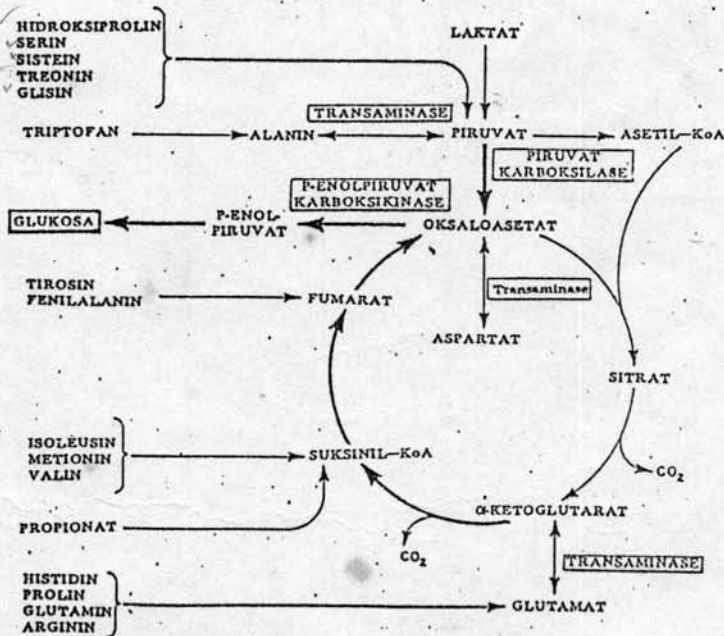 HIDROKSIPROLIN
SERIN
SISTEIN
TREONIN
GLISIN
LAKTAT
TRANSAMINASE
TRIPTOFAN
ALANIN
PIRUVAT
ASETIL—KoA
PIRUVAT
KARBOKSILASE
P-ENOLPIRUVAT
KARBOKSIKINASE
GLUKOSA
P-ENOL-
PIRUVAT
OKSALOASETAT
TIROSIN
FENILALANIN
FUMARAT
Transaminase
ASPARTAT
SITRAT
ISOLEUSIN
METIONIN
VALIN
SUKSINIL—KoA
CO2
PROPIONAT
α-KETOGLUTARAT
CO2
TRANSAMINASE
HISTIDIN
PROLIN
GLUTAMIN
ARGININ
GLUTAMAT